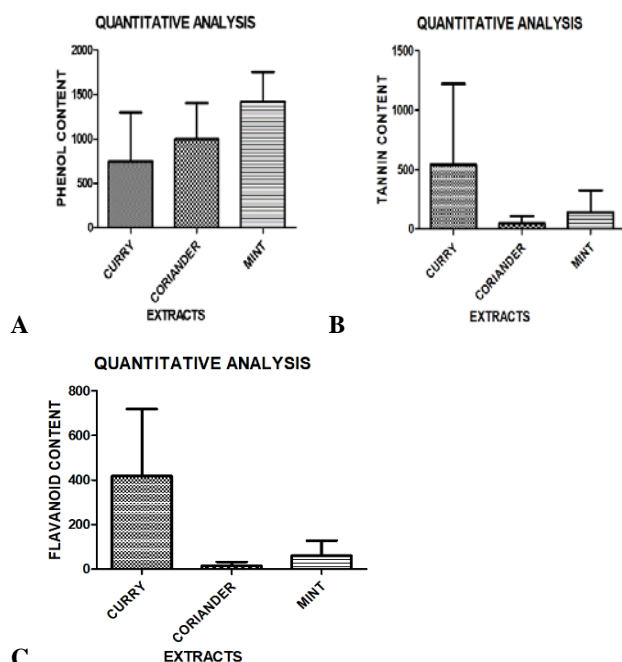 QUANTITATIVE ANALYSIS
PHENOL CONTENT
2000
1500
1000
500
0
CURRY
CORIANDER
MINT
EXTRACTS
A
QUANTITATIVE ANALYSIS
TANNIN CONTENT
1500
1000
500
0
CURRY
CORIANDER
MINT
EXTRACTS
B
QUANTITATIVE ANALYSIS
FLAVANOID CONTENT
800
600
400
200
0
CURRY
CORIANDER
MINT
EXTRACTS
C